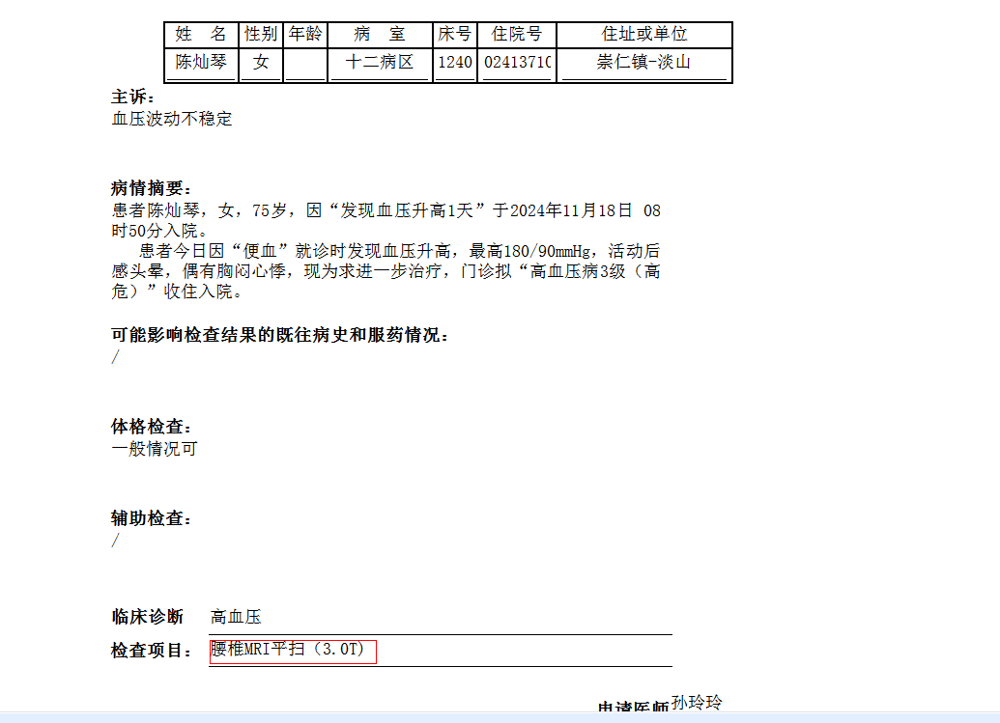 姓 名 性别 年龄 病 室 床号 住院号 住址或单位
陈灿琴 女 十二病区 1240 0241371 崇仁镇-淡山
主诉：
血压波动不稳定
病情摘要：
患者陈灿琴，女，75岁，因“发现血压升高1天”于2024年11月18日 08
时50分入院。
患者今日因“便血”就诊时发现血压升高，最高180/90mmHg，活动后
感头晕，偶有胸闷心悸，现为求进一步治疗，门诊拟“高血压病3级（高
危）”收住入院。
可能影响检查结果的既往病史和服药情况：
/
体格检查：
一般情况可
辅助检查：
/
临床诊断 高血压
检查项目： 腰椎MRI平扫（3.0T）
申请医师 孙玲玲